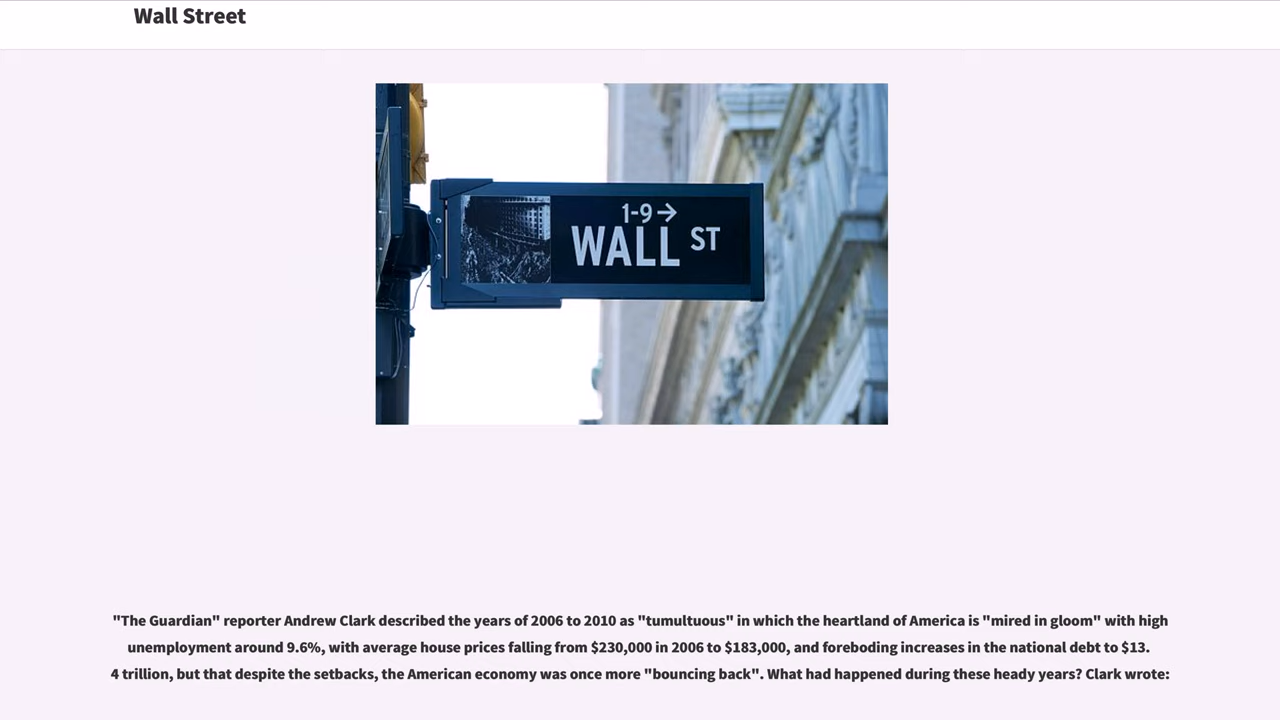 Wall Street
1-9→
WALL ST
"The Guardian" reporter Andrew Clark described the years of 2006 to 2010 as "tumultuous" in which the heartland of America is "mired in gloom" with high
unemployment around 9.6%, with average house prices falling from $230,000 in 2006 to $183,000, and foreboding increases in the national debt to $13.
4 trillion, but that despite the setbacks, the American economy was once more "bouncing back". What had happened during these heady years? Clark wrote: